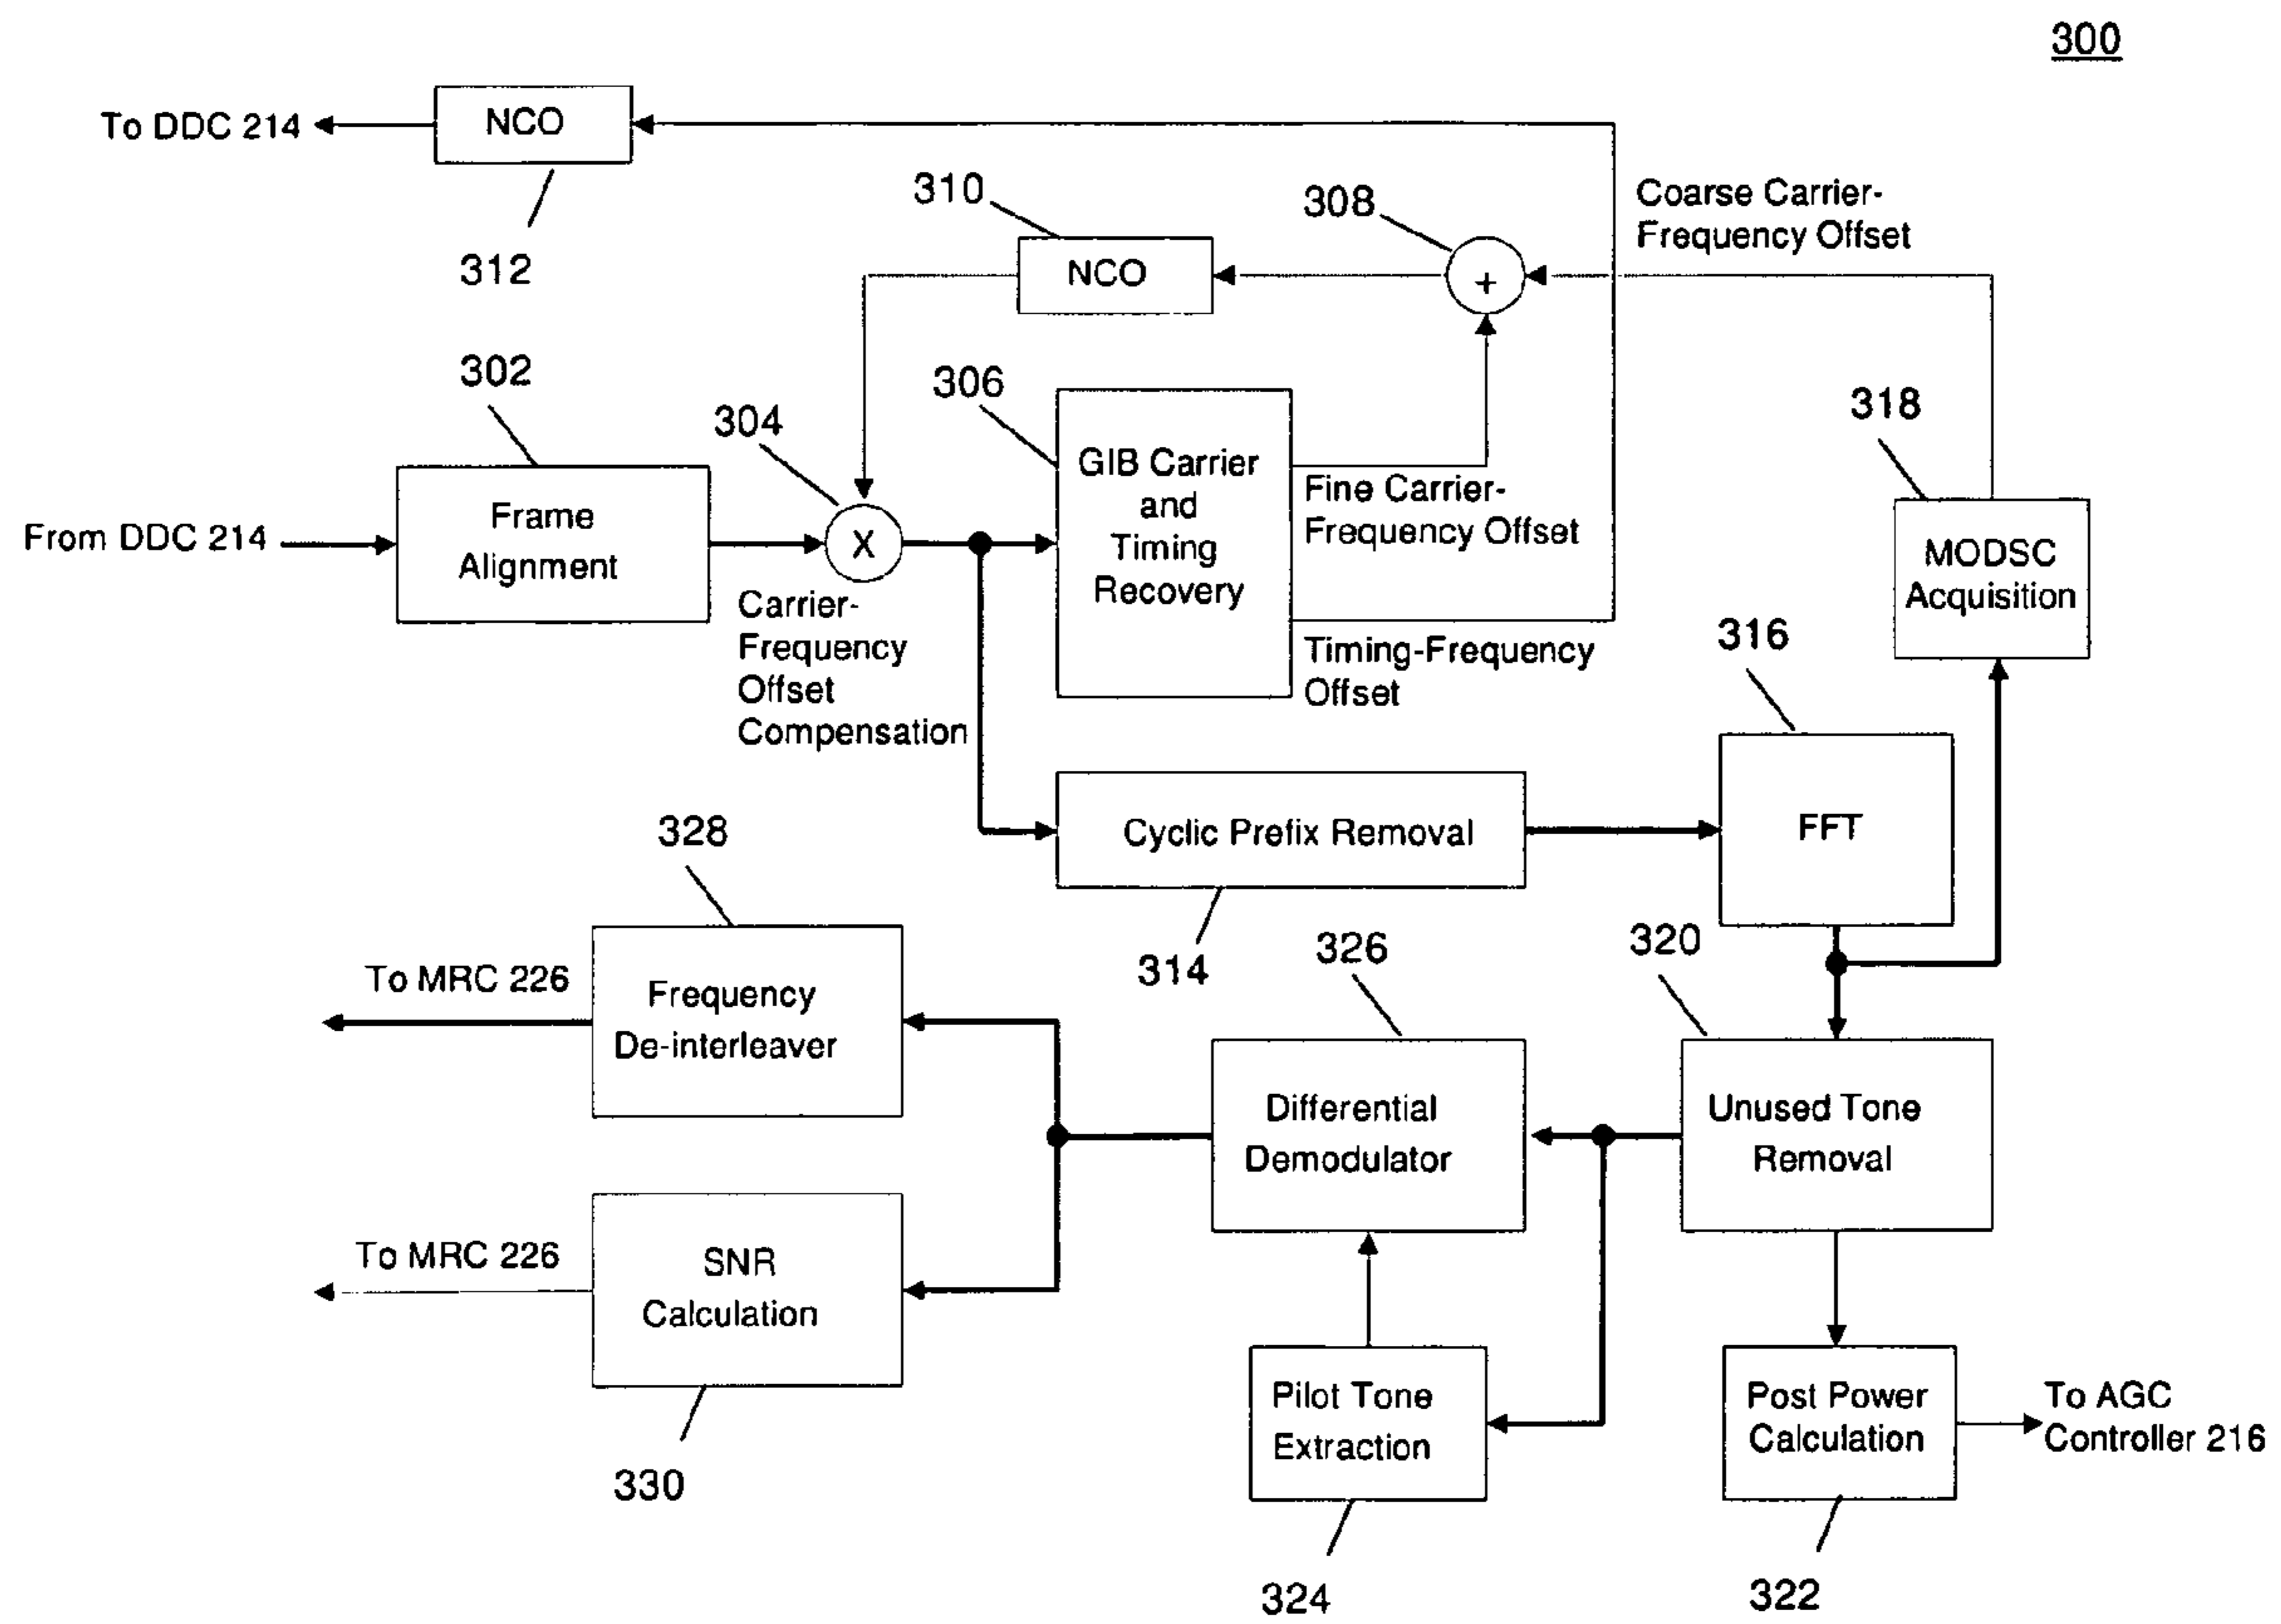 300
To DDC 214
NCO
312
310
NCO
308
+
Coarse Carrier-
Frequency Offset
302
Frame
Alignment
From DDC 214
304
X
Carrier-
Frequency
Offset
Compensation
306
GIB Carrier
and
Timing
Recovery
Fine Carrier-
Frequency Offset
Timing-Frequency
Offset
318
MODSC
Acquisition
316
FFT
Cyclic Prefix Removal
314
328
Frequency
De-interleaver
To MRC 226
326
Differential
Demodulator
320
Unused Tone
Removal
To MRC 226
SNR
Calculation
330
Pilot Tone
Extraction
324
Post Power
Calculation
322
To AGC
Controller 216